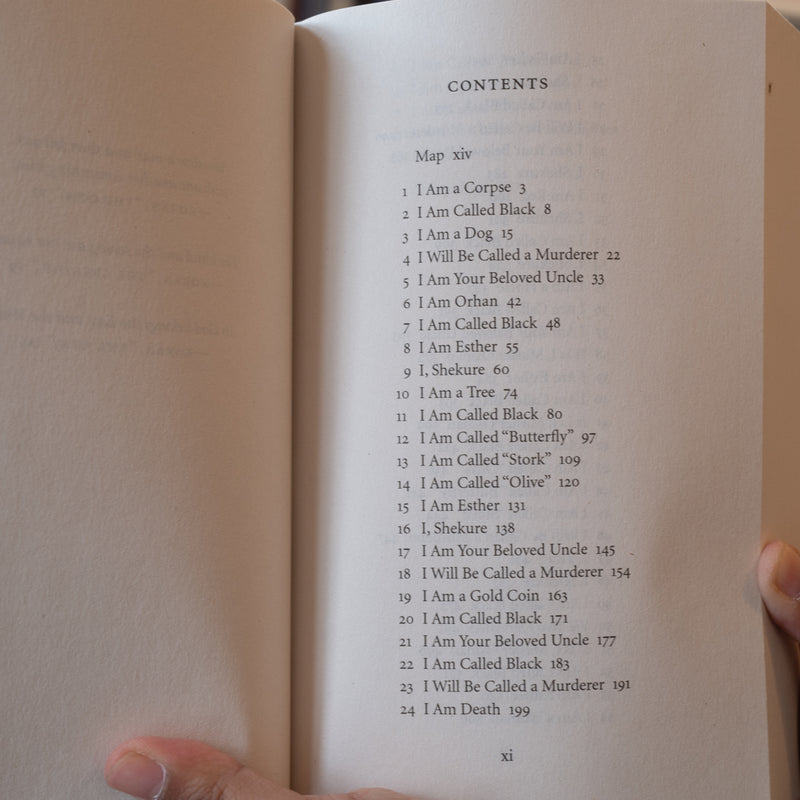 CONTENTS
Map xiv
1 I Am a Corpse 3
2 I Am Called Black 8
3 I Am a Dog 15
4 I Will Be Called a Murderer 22
5 I Am Your Beloved Uncle 33
6 I Am Orhan 42
7 I Am Called Black 48
8 I Am Esther 55
9 I, Shekure 60
10 I Am a Tree 74
11 I Am Called Black 80
12 I Am Called “Butterfly” 97
13 I Am Called “Stork” 109
14 I Am Called “Olive” 120
15 I Am Esther 131
16 I, Shekure 138
17 I Am Your Beloved Uncle 145
18 I Will Be Called a Murderer 154
19 I Am a Gold Coin 163
20 I Am Called Black 171
21 I Am Your Beloved Uncle 177
22 I Am Called Black 183
23 I Will Be Called a Murderer 191
24 I Am Death 199
xi